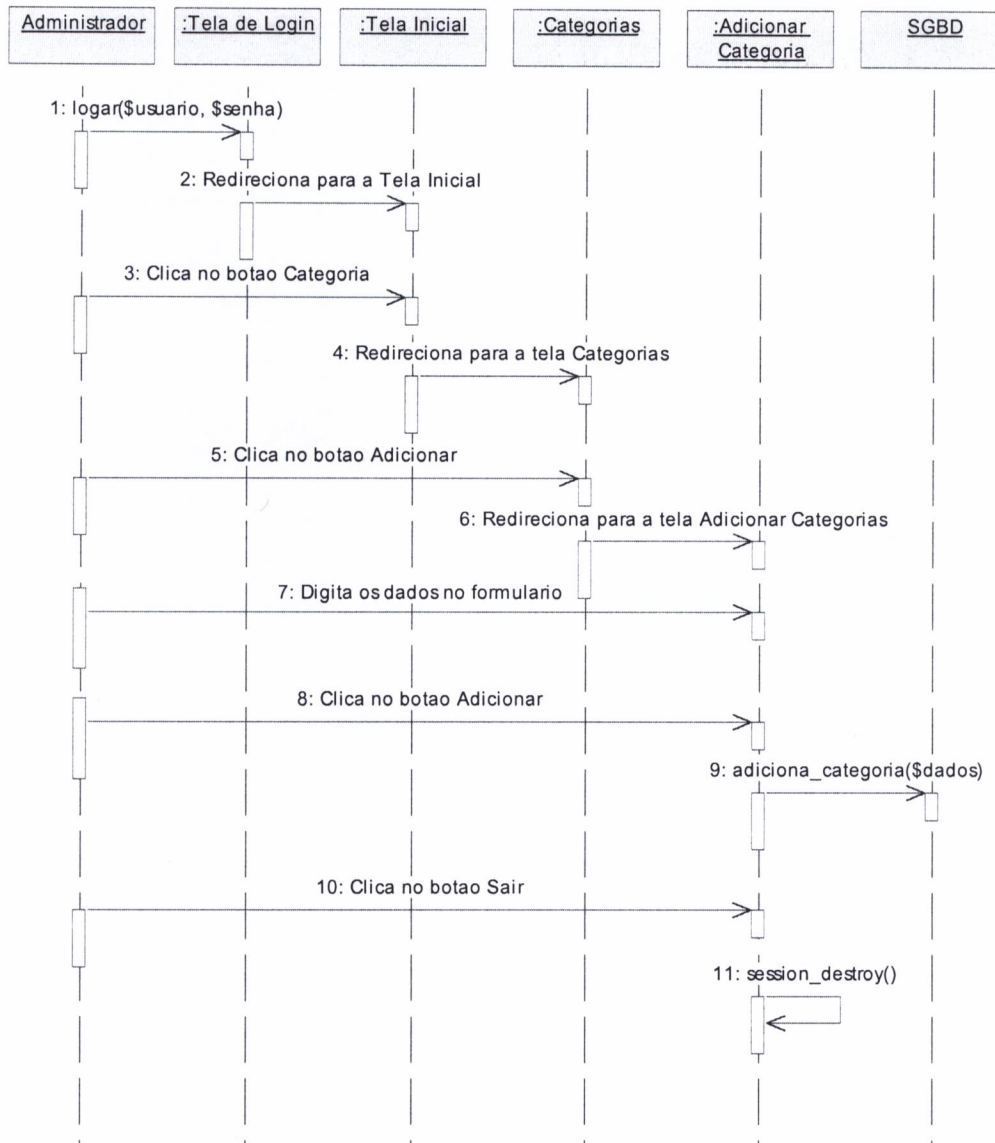 Administrador
:Tela de Login
:Tela Inicial
:Categorias
:Adicionar
Categoria
SGBD
1: logar($usuario, $senha)
2: Redireciona para a Tela Inicial
3: Clica no botao Categoria
4: Redireciona para a tela Categorias
5: Clica no botao Adicionar
6: Redireciona para a tela Adicionar Categorias
7: Digita os dados no formulario
8: Clica no botao Adicionar
9: adiciona_categoria($dados)
10: Clica no botao Sair
11: session_destroy()